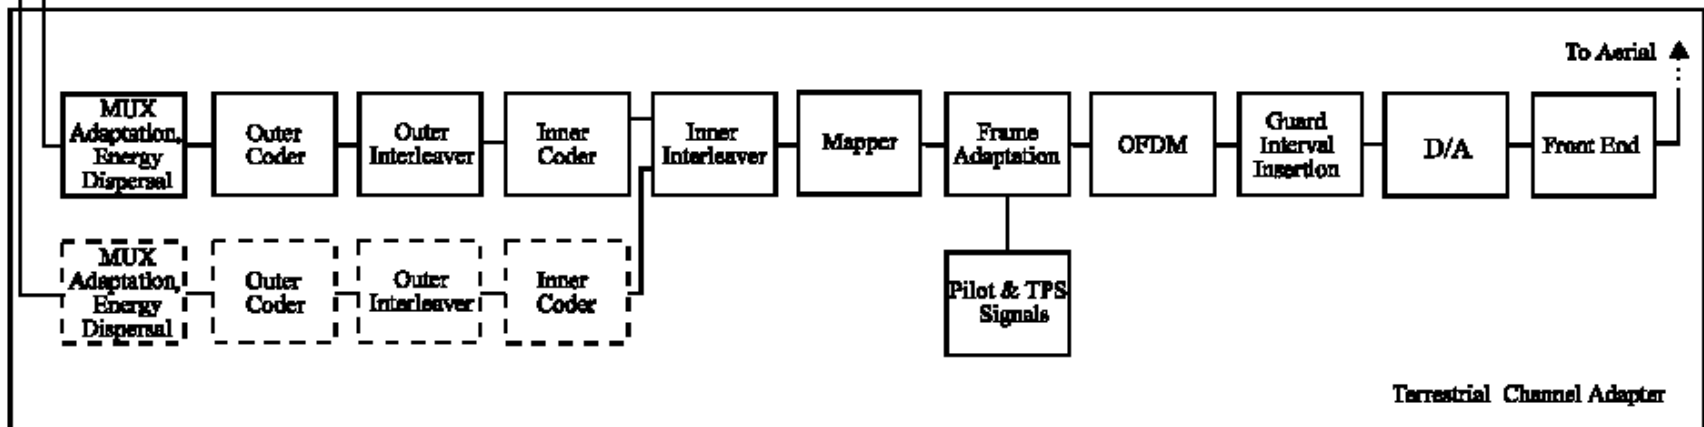 To Aerial
MUX
Adaptation,
Energy
Dispersal
Outer
Coder
Outer
Interleaver
Inner
Coder
Inner
Interleaver
Mapper
Frame
Adaptation
OFDM
Guard
Interval
Insertion
D/A
Front End
MUX
Adaptation,
Energy
Dispersal
Outer
Coder
Outer
Interleaver
Inner
Coder
Pilot & TPS
Signals
Terrestrial Channel Adapter